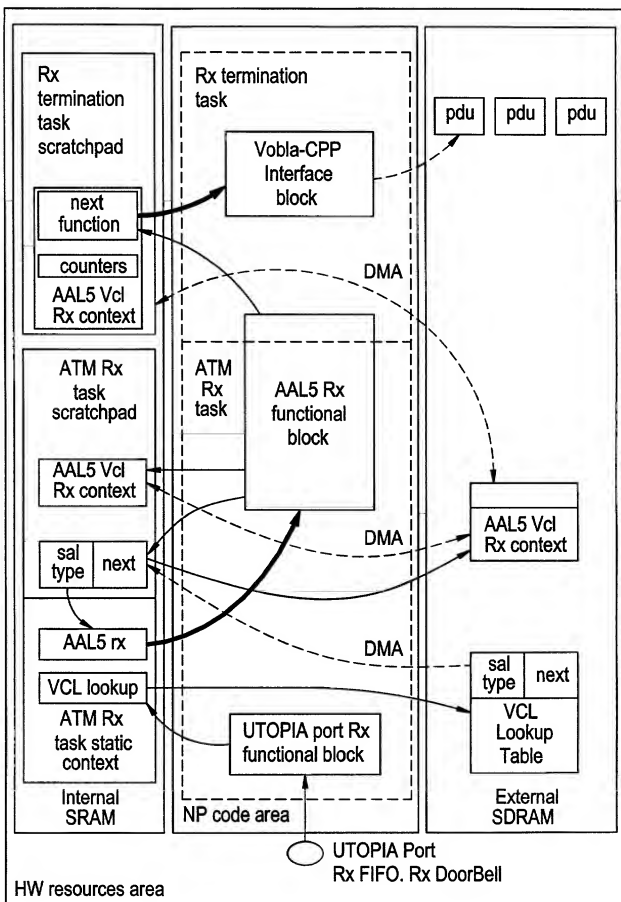 Rx
termination
task
scratchpad
next
function
counters
AAL5 Vcl
Rx context
ATM Rx
task
scratchpad
AAL5 Vcl
Rx context
sal
type
next
AAL5 rx
VCL lookup
ATM Rx
task static
context
Internal
SRAM
Rx termination
task
Vobla-CPP
Interface
block
DMA
ATM
Rx
task
AAL5 Rx
functional
block
DMA
DMA
UTOPIA port Rx
functional block
NP code area
pdu
pdu
pdu
AAL5 Vcl
Rx context
sal
type
next
VCL
Lookup
Table
External
SDRAM
UTOPIA Port
Rx FIFO. Rx DoorBell
HW resources area